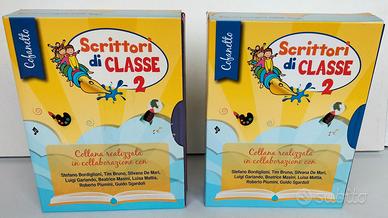 Cofanetto
Scrittori
di CLASSE
2
Collana realizzata
in collaborazione con
Stefano Bordiglioni, Tim Bruno, Silvana De Mari,
Luigi Garlando, Beatrice Masini, Luisa Mattia,
Roberto Piumini, Guido Sgardoli
Cofanetto
Scrittori
di CLASSE
2
Collana realizzata
in collaborazione con
Stefano Bordiglioni, Tim Bruno, Silvana De Mari,
Luigi Garlando, Beatrice Masini, Luisa Mattia,
Roberto Piumini, Guido Sgardoli
subito